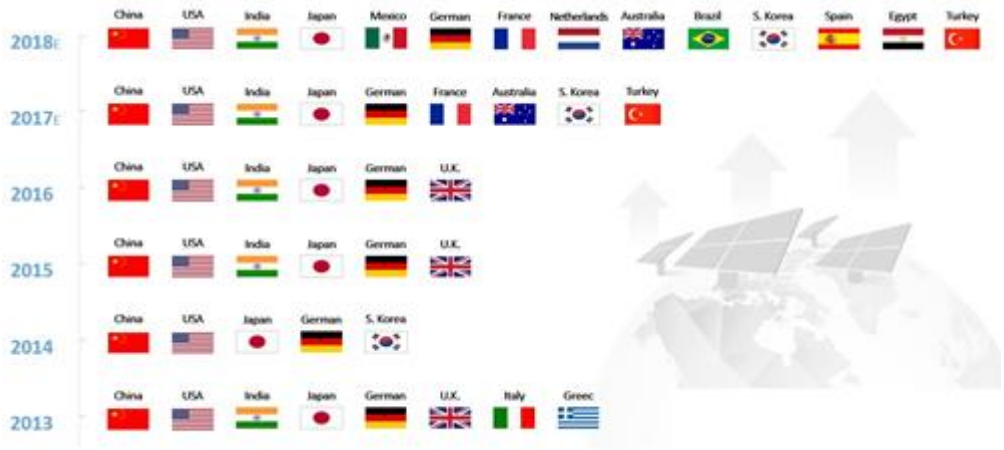 China USA India Japan Mexico German France Netherlands Australia Brazil S. Korea Spain Egypt Turkey
2018E
China USA India Japan German France Australia S. Korea Turkey
2017E
China USA India Japan German U.K.
2016
China USA India Japan German U.K.
2015
China USA Japan German S. Korea
2014
China USA India Japan German U.K. Italy Greec
2013